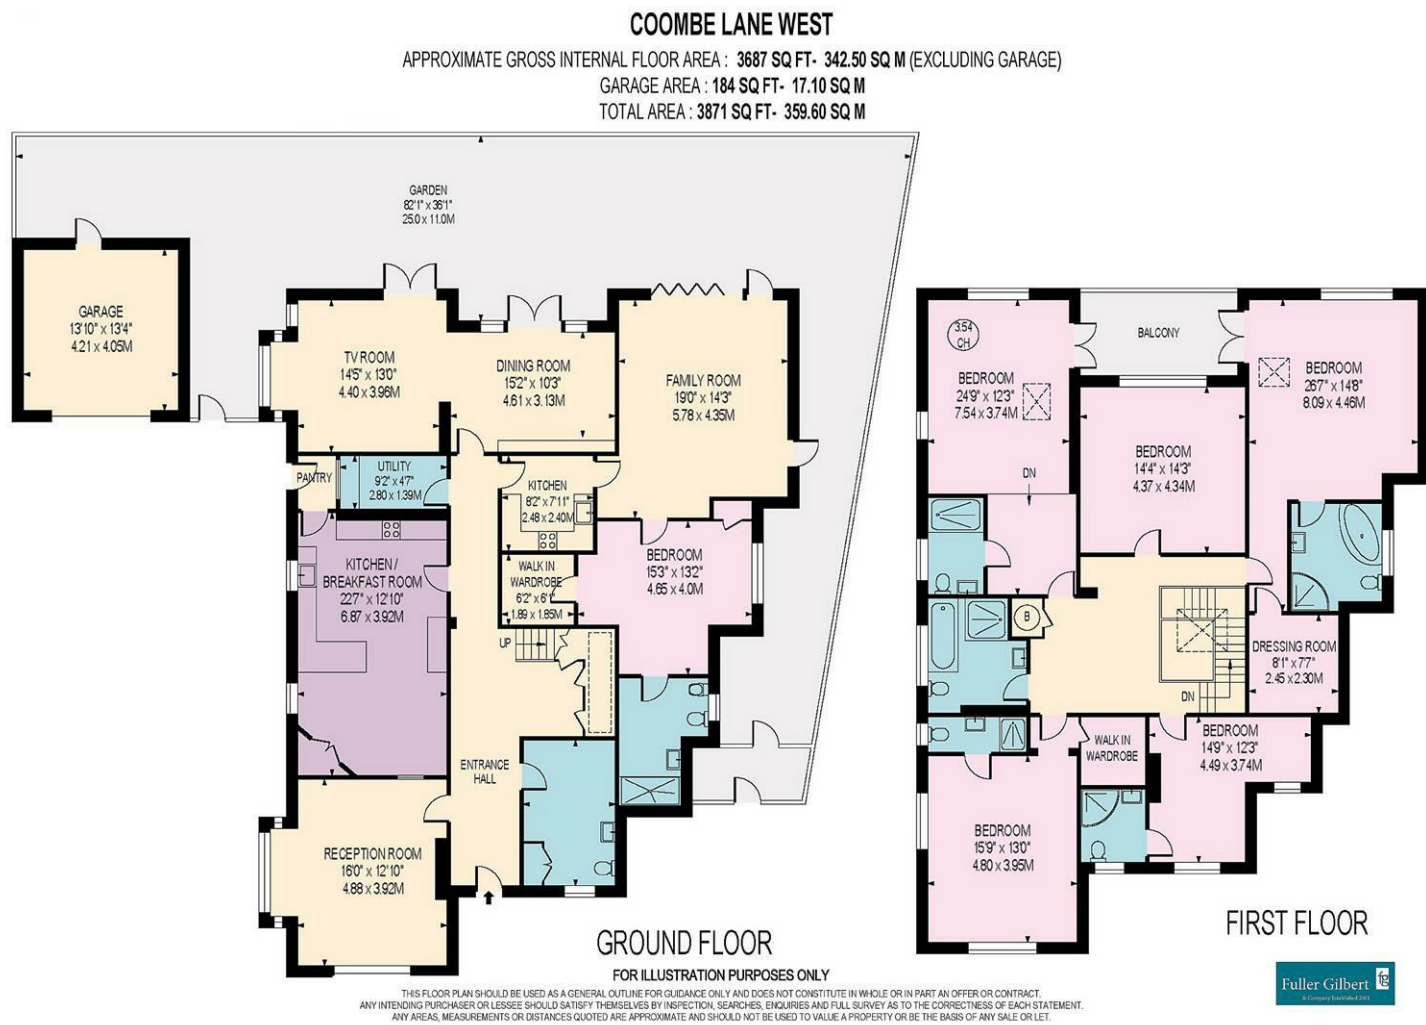 COOMBE LANE WEST
APPROXIMATE GROSS INTERNAL FLOOR AREA : 3687 SQ FT- 342.50 SQ M (EXCLUDING GARAGE)
GARAGE AREA : 184 SQ FT- 17.10 SQ M
TOTAL AREA : 3871 SQ FT- 359.60 SQ M
GARDEN
82'1" x 36'1"
25.0 x 11.0M
GARAGE
13'10" x 13'4"
4.21 x 4.05M
TV ROOM
14'5" x 13'0"
4.40 x 3.96M
DINING ROOM
15'2" x 10'3"
4.61 x 3.13M
FAMILY ROOM
19'0" x 14'3"
5.78 x 4.35M
PANTRY
UTILITY
9'2" x 4'7"
2.80 x 1.39M
KITCHEN
8'2" x 7'11"
2.48 x 2.40M
KITCHEN /
BREAKFAST ROOM
22'7" x 12'10"
6.87 x 3.92M
WALK IN
WARDROBE
6'2" x 6'1"
1.89 x 1.85M
BEDROOM
15'3" x 13'2"
4.65 x 4.0M
UP
ENTRANCE
HALL
RECEPTION ROOM
16'0" x 12'10"
4.88 x 3.92M
GROUND FLOOR
3.54
CH
BEDROOM
24'9" x 12'3"
7.54 x 3.74M
BALCONY
BEDROOM
26'7" x 14'8"
8.09 x 4.46M
BEDROOM
14'4" x 14'3"
4.37 x 4.34M
DN
B
DN
DRESSING ROOM
8'1" x 7'7"
2.45 x 2.30M
WALK IN
WARDROBE
BEDROOM
14'9" x 12'3"
4.49 x 3.74M
BEDROOM
15'9" x 13'0"
4.80 x 3.95M
FIRST FLOOR
FOR ILLUSTRATION PURPOSES ONLY
THIS FLOOR PLAN SHOULD BE USED AS A GENERAL OUTLINE FOR GUIDANCE ONLY AND DOES NOT CONSTITUTE IN WHOLE OR IN PART AN OFFER OR CONTRACT.
ANY INTENDING PURCHASER OR LESSEE SHOULD SATISFY THEMSELVES BY INSPECTION, SEARCHES, ENQUIRIES AND FULL SURVEY AS TO THE CORRECTNESS OF EACH STATEMENT.
ANY AREAS, MEASUREMENTS OR DISTANCES QUOTED ARE APPROXIMATE AND SHOULD NOT BE USED TO VALUE A PROPERTY OR BE THE BASIS OF ANY SALE OR LET.
Fuller Gilbert fg
& Company Established 2001